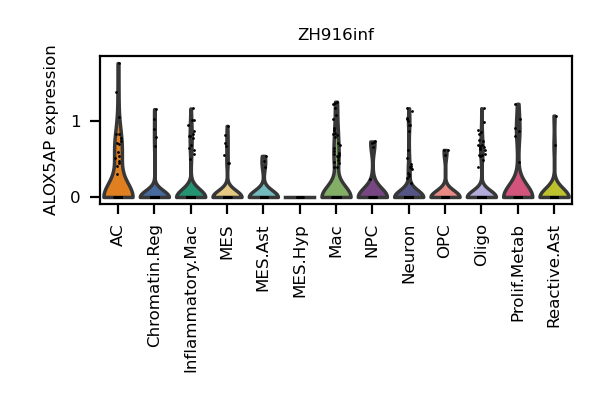 ZH916inf
ALOX5AP expression
1
0
AC
Chromatin.Reg
Inflammatory.Mac
MES
MES.Ast
MES.Hyp
Mac
NPC
Neuron
OPC
Oligo
Prolif.Metab
Reactive.Ast